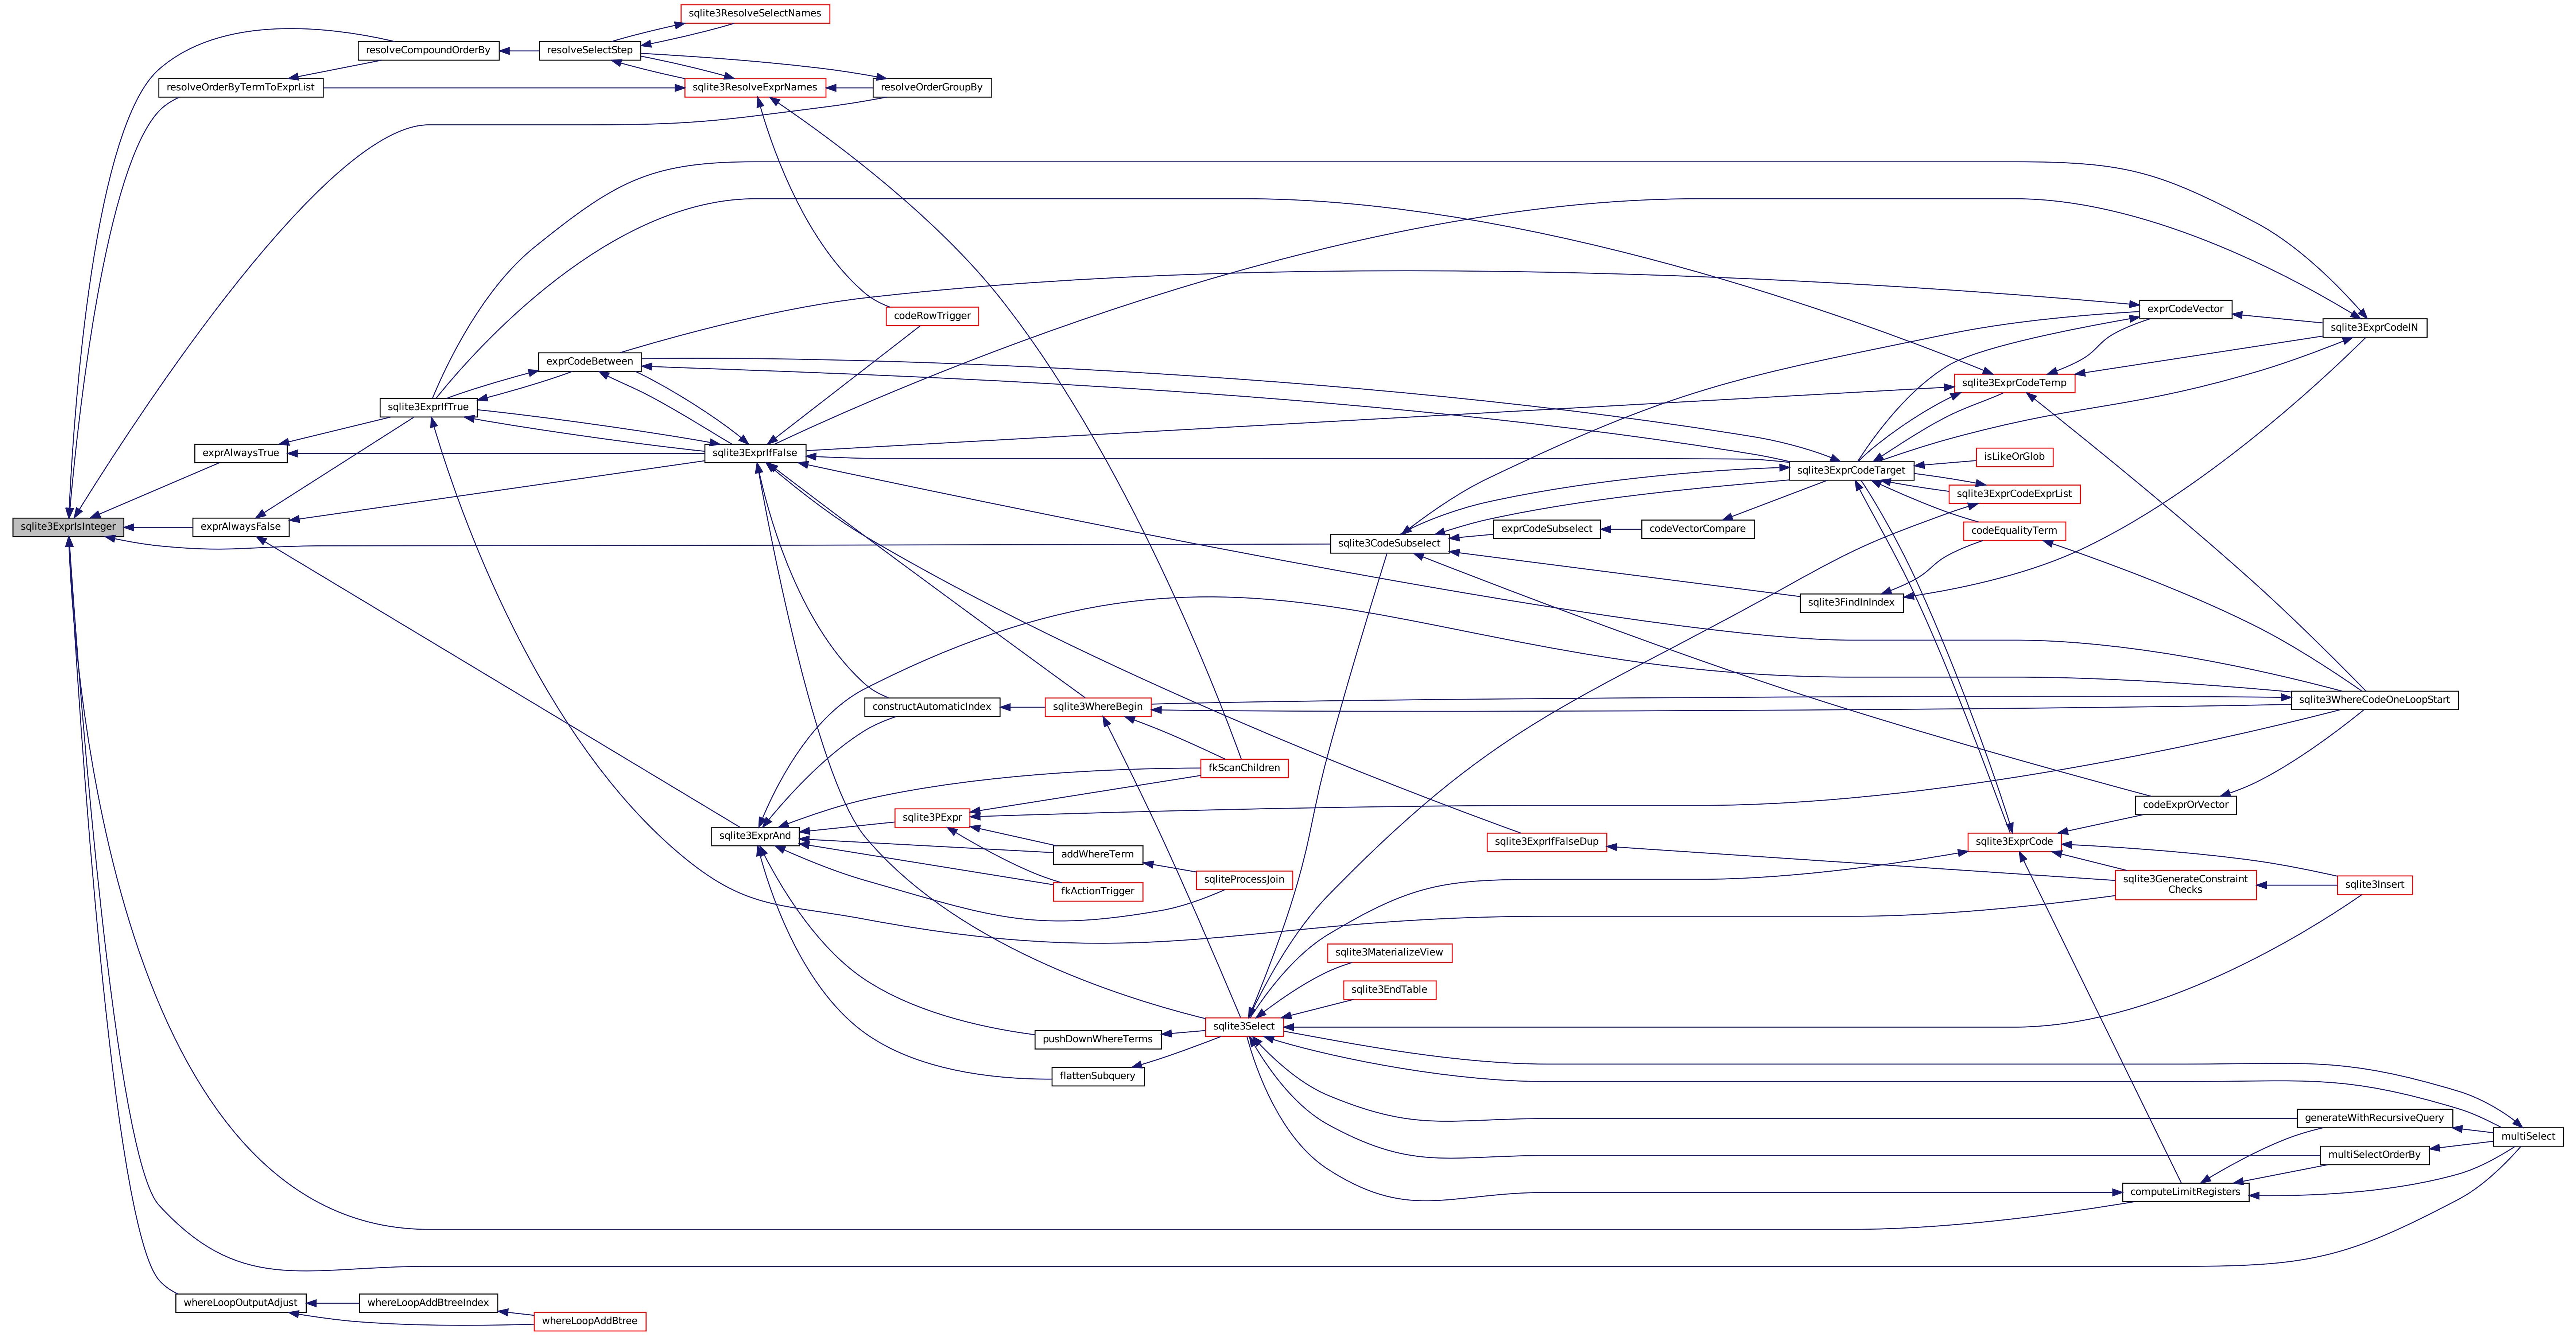 sqlite3ResolveSelectNames
resolveCompoundOrderBy
resolveSelectStep
resolveOrderByTermToExprList
sqlite3ResolveExprNames
resolveOrderGroupBy
codeRowTrigger
exprCodeVector
sqlite3ExprCodeIN
exprCodeBetween
sqlite3ExprCodeTemp
sqlite3ExprIfTrue
exprAlwaysTrue
sqlite3ExprIfFalse
isLikeOrGlob
sqlite3ExprCodeTarget
sqlite3ExprCodeExprList
sqlite3ExprIsInteger
exprAlwaysFalse
exprCodeSubselect
codeVectorCompare
codeEqualityTerm
sqlite3CodeSubselect
sqlite3FindInIndex
constructAutomaticIndex
sqlite3WhereBegin
sqlite3WhereCodeOneLoopStart
fkScanChildren
codeExprOrVector
sqlite3PExpr
sqlite3ExprAnd
sqlite3ExprIfFalseDup
sqlite3ExprCode
addWhereTerm
sqliteProcessJoin
fkActionTrigger
sqlite3GenerateConstraint
Checks
sqlite3Insert
sqlite3MaterializeView
sqlite3EndTable
sqlite3Select
pushDownWhereTerms
flattenSubquery
generateWithRecursiveQuery
multiSelect
multiSelectOrderBy
computeLimitRegisters
whereLoopOutputAdjust
whereLoopAddBtreeIndex
whereLoopAddBtree